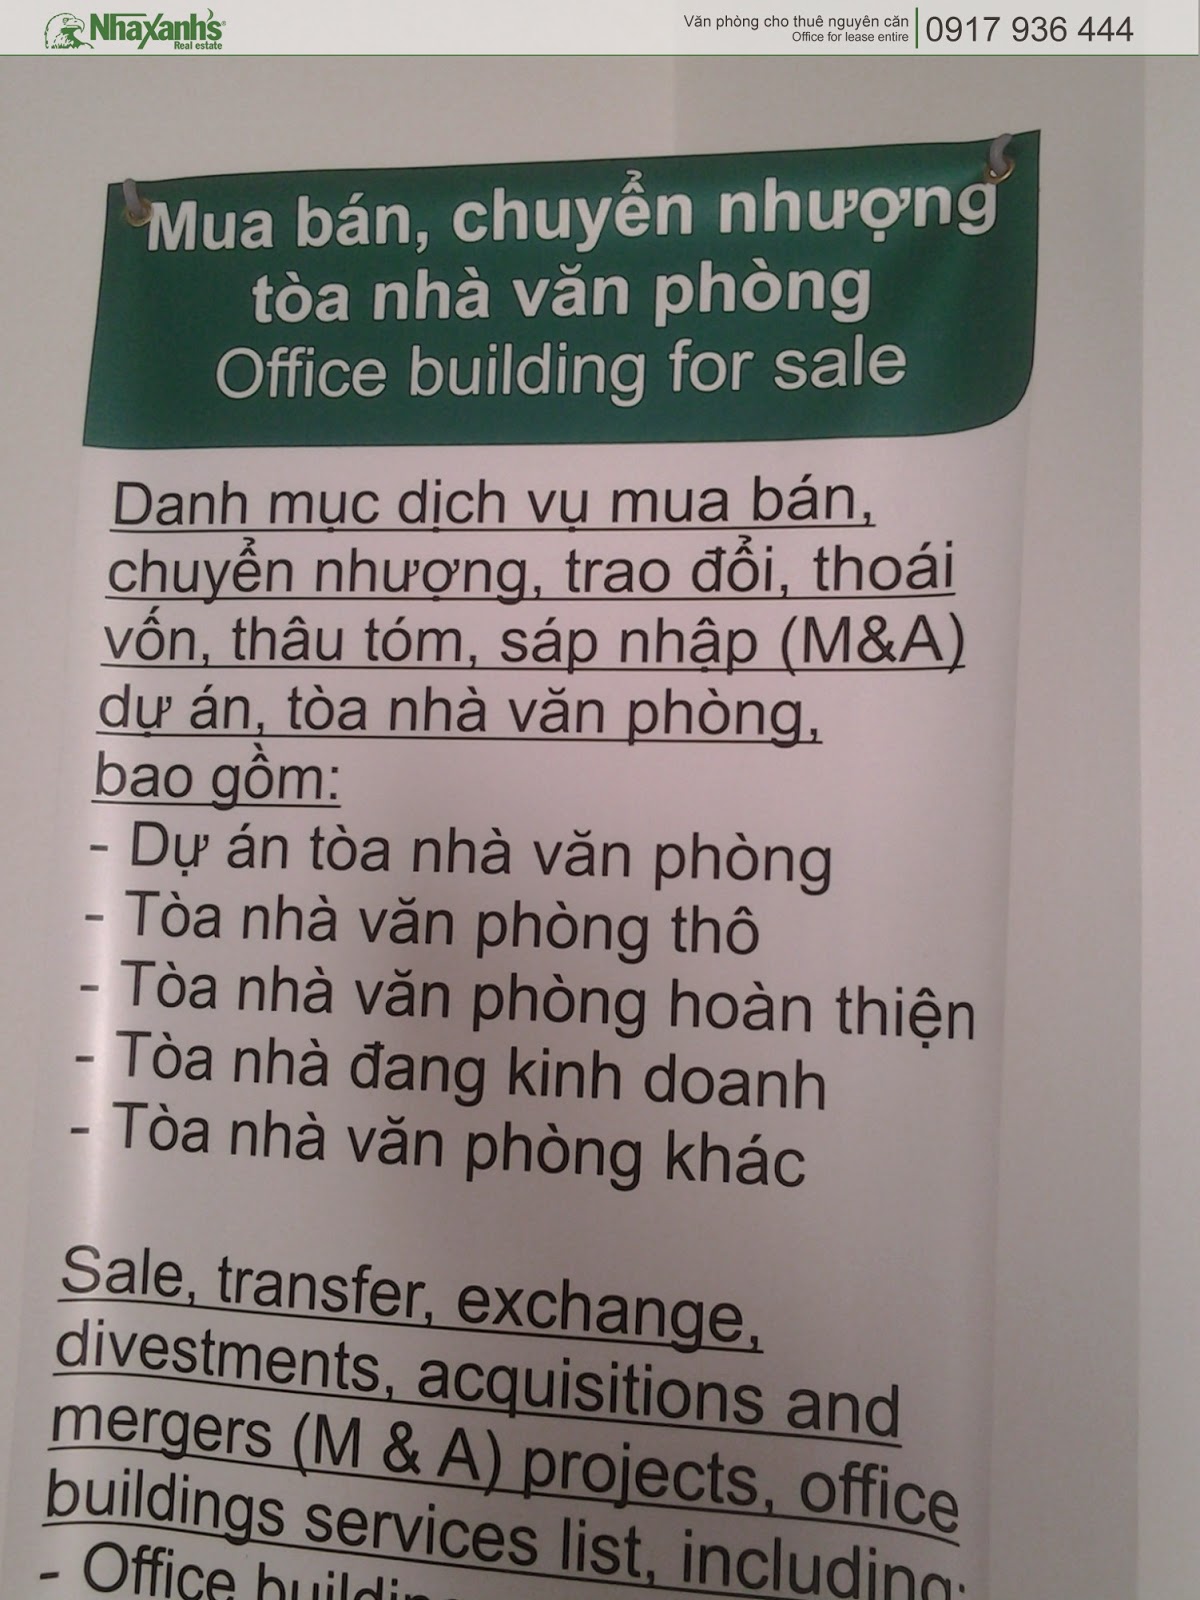 NhàXanh's
Real estate
Văn phòng cho thuê nguyên căn
Office for lease entire
0917 936 444
Mua bán, chuyển nhượng
tòa nhà văn phòng
Office building for sale
Danh mục dịch vụ mua bán,
chuyển nhượng, trao đổi, thoái
vốn, thâu tóm, sáp nhập (M&A)
dự án, tòa nhà văn phòng,
bao gồm:
- Dự án tòa nhà văn phòng
- Tòa nhà văn phòng thô
- Tòa nhà văn phòng hoàn thiện
- Tòa nhà đang kinh doanh
- Tòa nhà văn phòng khác
Sale, transfer, exchange,
divestments, acquisitions and
mergers (M & A) projects, office
buildings services list, including:
- Office